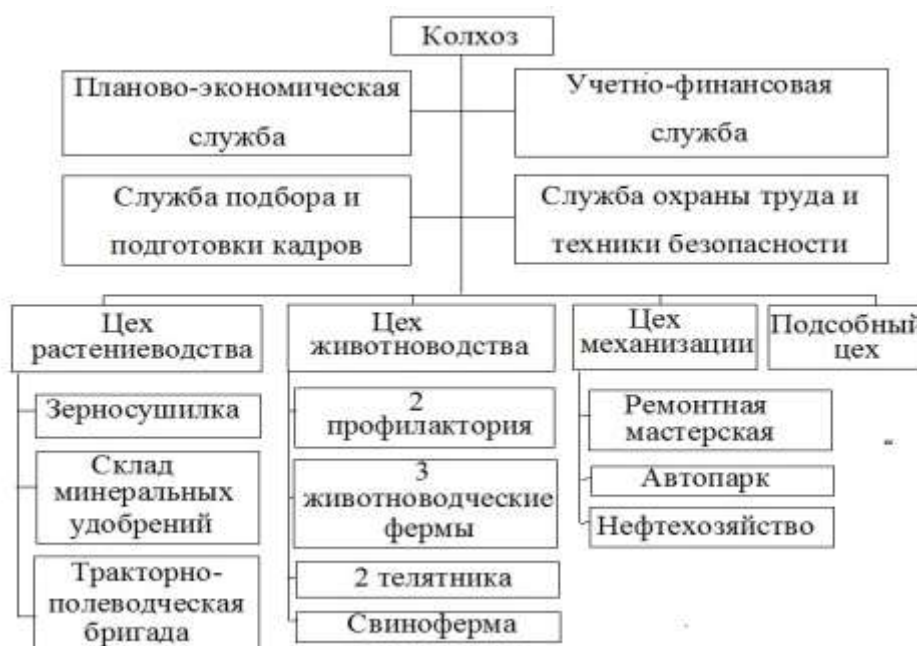 Колхоз
Планово-экономическая
служба
Учетно-финансовая
служба
Служба подбора и
подготовки кадров
Служба охраны труда и
техники безопасности
Цех
растениеводства
Зерносушилка
Склад
минеральных
удобрений
Тракторно-
полеводческая
бригада
Цех
животноводства
2
профилактория
3
животноводческие
фермы
2 телятника
Свиноферма
Цех
механизации
Ремонтная
мастерская
Автопарк
Нефтехозяйство
Подсобный
цех